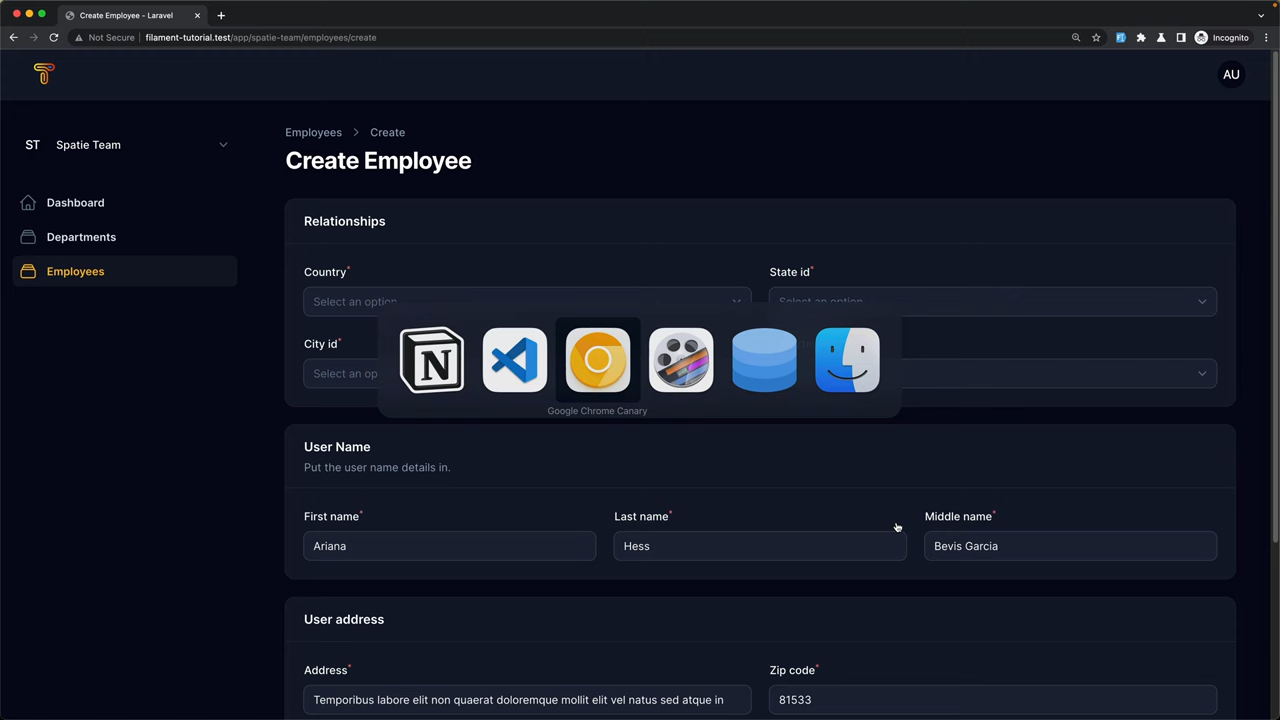 Create Employee - Laravel
Not Secure filament-tutorial.test/app/spatie-team/employees/create Incognito
AU
ST Spatie Team
Dashboard
Departments
Employees
Employees > Create
Create Employee
Relationships
Country*
State id*
Select an option
Select an option
City id*
Select an op
N
Google Chrome Canary
User Name
Put the user name details in.
First name*
Last name*
Middle name*
Ariana
Hess
Bevis Garcia
User address
Address*
Zip code*
Temporibus labore elit non quaerat doloremque mollit elit vel natus sed atque in
81533